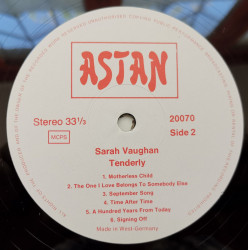 ASTAN
Stereo 33⅓
20070
MCPS
Side 2
Sarah Vaughan
Tenderly
1. Motherless Child
2. The One I Love Belongs To Somebody Else
3. September Song
4. Time After Time
5. A Hundred Years From Today
6. Signing Off
Made in West-Germany